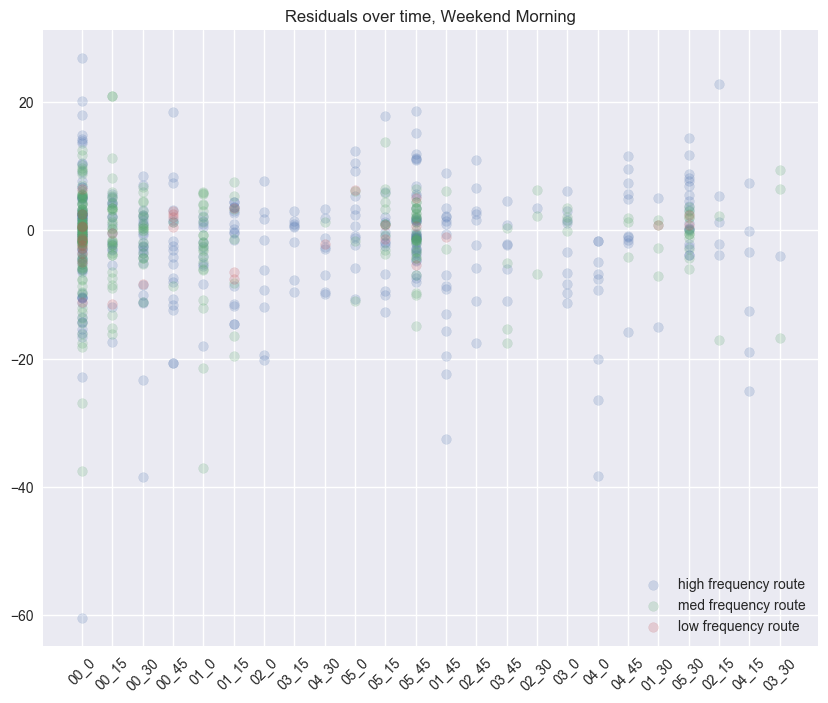 Residuals over time, Weekend Morning
20
0
−20
−40
−60
high frequency route
med frequency route
low frequency route
00_0 00_15 00_30 00_45 01_0 01_15 02_0 03_15 04_30 05_0 05_15 05_45 01_45 02_45 03_45 02_30 03_0 04_0 04_45 01_30 05_30 02_15 04_15 03_30